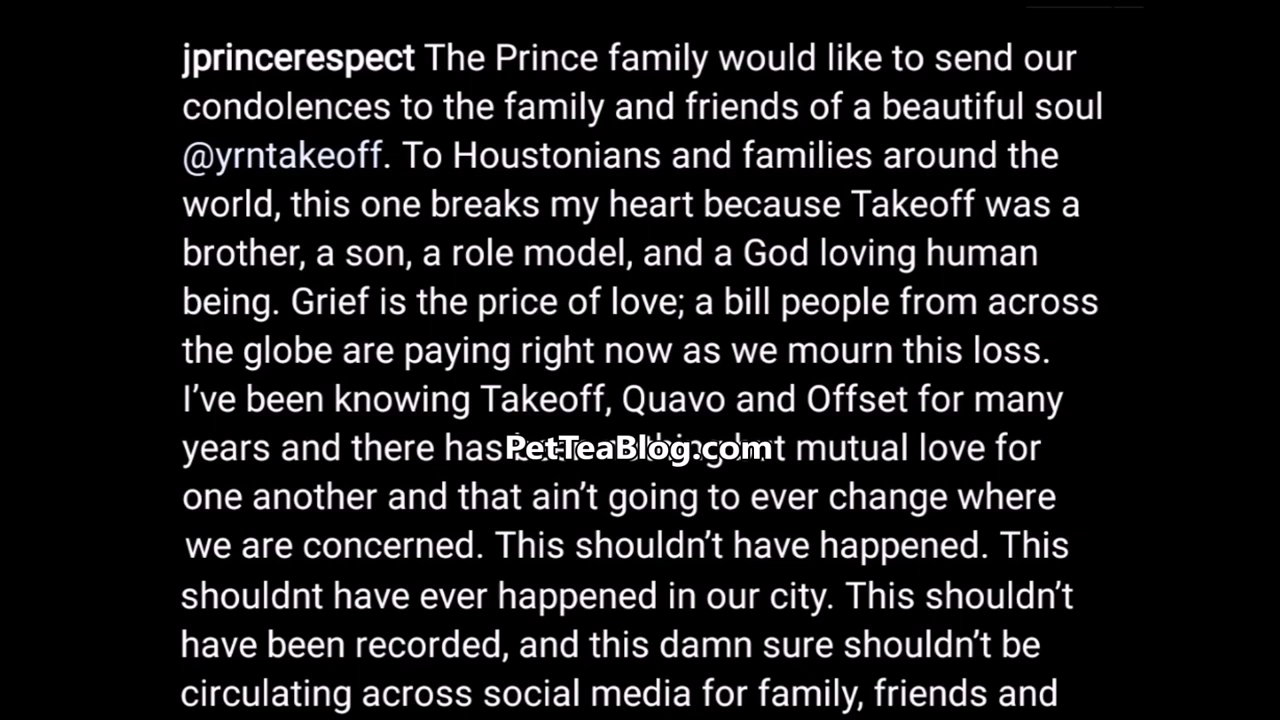 jprincerespect The Prince family would like to send our
condolences to the family and friends of a beautiful soul
@yrntakeoff. To Houstonians and families around the
world, this one breaks my heart because Takeoff was a
brother, a son, a role model, and a God loving human
being. Grief is the price of love; a bill people from across
the globe are paying right now as we mourn this loss.
I’ve been knowing Takeoff, Quavo and Offset for many
years and there has mutual love for
PetTeaBlog.com
one another and that ain’t going to ever change where
we are concerned. This shouldn’t have happened. This
shouldnt have ever happened in our city. This shouldn’t
have been recorded, and this damn sure shouldn’t be
circulating across social media for family, friends and